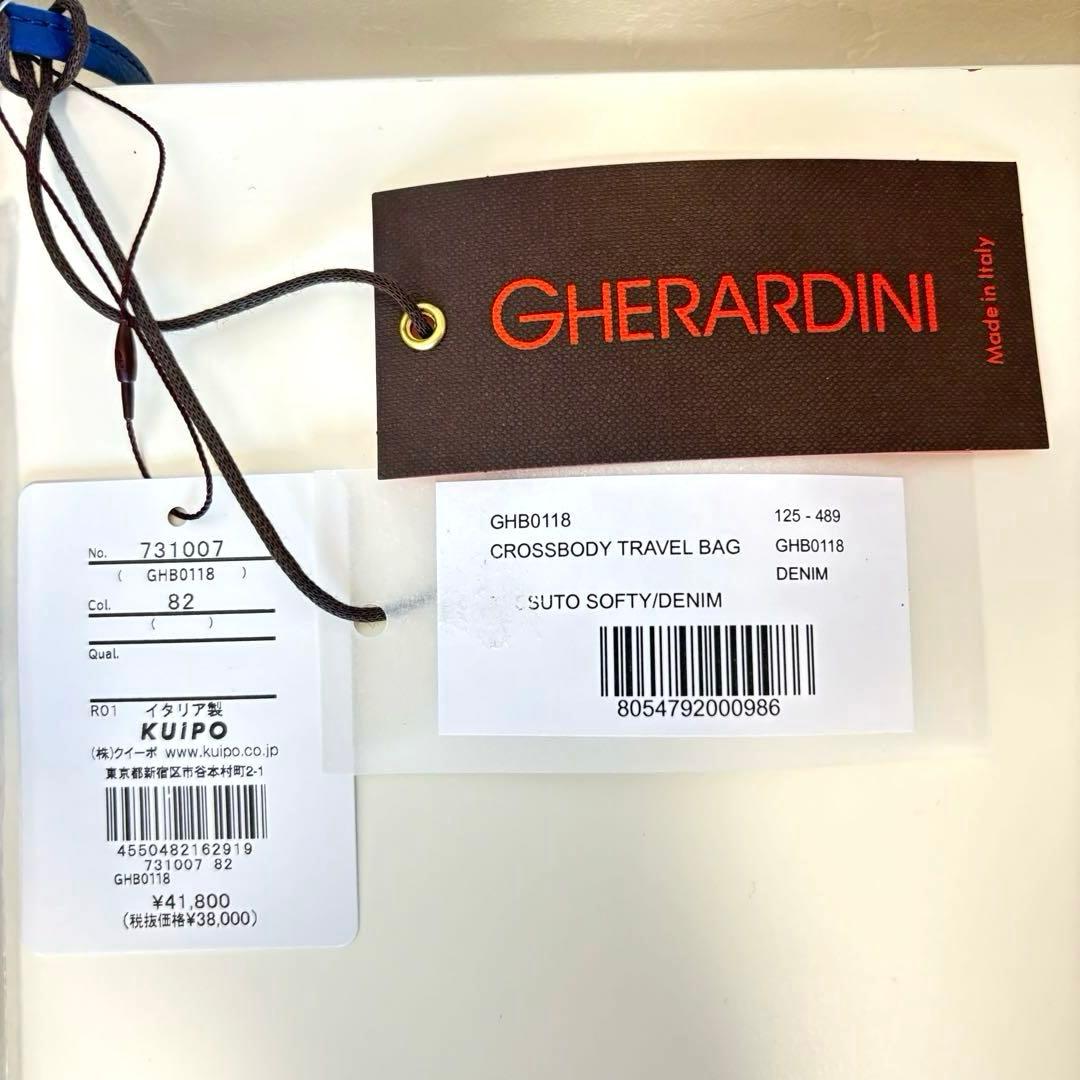 GHERARDINI
Made in Italy
GHB0118
CROSSBODY TRAVEL BAG
SUTO SOFTY/DENIM
125 - 489
GHB0118
DENIM
8054792000986
No. 731007
( GHB0118 )
Col. 82
( )
Qual.
R01 イタリア製
KUiPO
(株)クイーポ www.kuipo.co.jp
東京都新宿区市谷本村町2-1
4550482162919
731007 82
GHB0118
¥41,800
(税抜価格¥38,000)